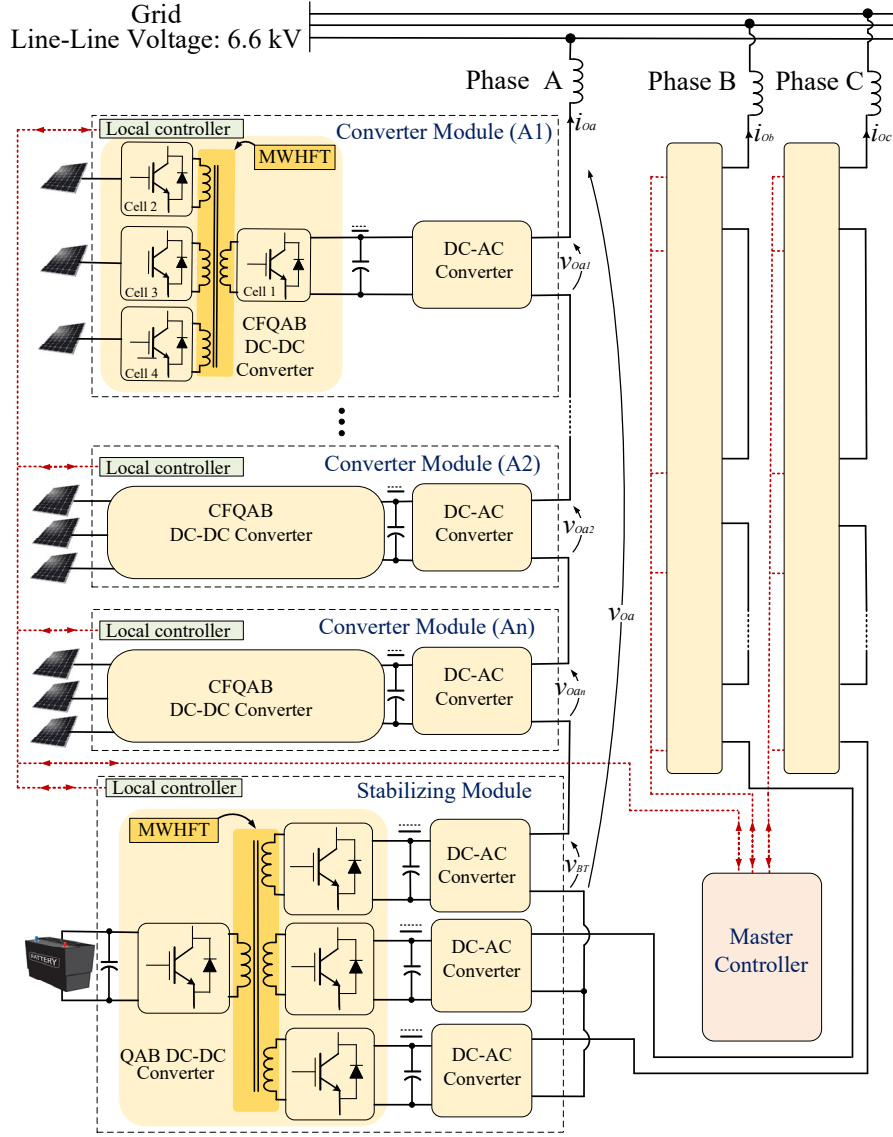 Grid
Line-Line Voltage: 6.6 kV
Phase A
Phase B
Phase C
i_Oa
i_Ob
i_Oc
Local controller
Converter Module (A1)
MWHFT
Cell 2
Cell 3
Cell 4
Cell 1
CFQAB
DC-DC
Converter
DC-AC
Converter
v_Oa1
Local controller
Converter Module (A2)
CFQAB
DC-DC Converter
DC-AC
Converter
v_Oa2
v_Oa
Local controller
Converter Module (An)
CFQAB
DC-DC Converter
DC-AC
Converter
v_Oan
Local controller
Stabilizing Module
MWHFT
DC-AC
Converter
v_BT
BATTERY
DC-AC
Converter
QAB DC-DC
Converter
DC-AC
Converter
Master
Controller